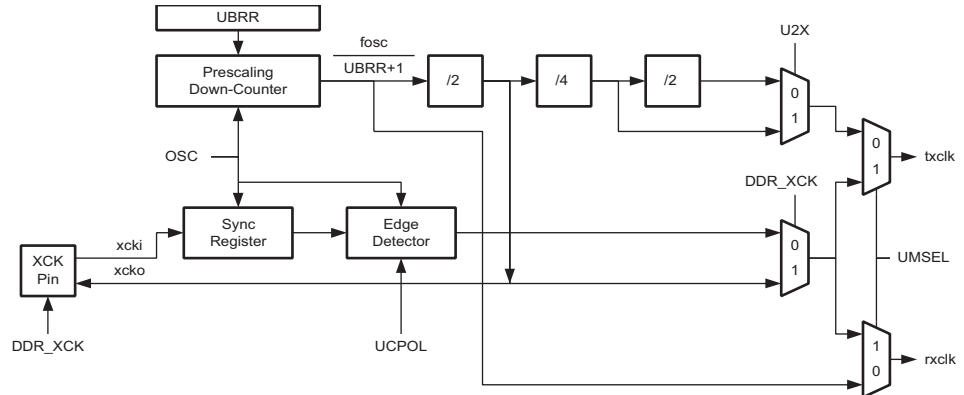 UBRR
fosc
U2X
Prescaling
Down-Counter
UBRR+1
/2
/4
/2
0
1
OSC
0
1
txclk
DDR_XCK
Sync
Register
Edge
Detector
0
1
xcki
XCK
Pin
xcko
UMSEL
DDR_XCK
UCPOL
1
0
rxclk